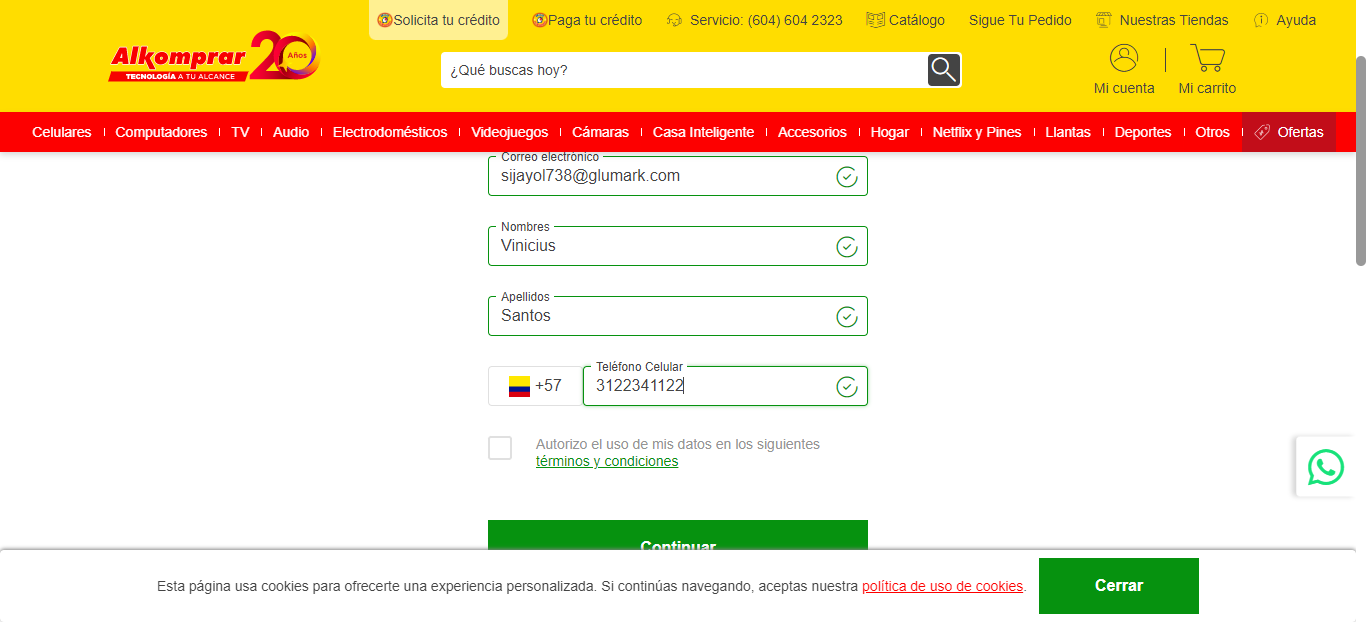 Solicita tu crédito
Paga tu crédito
Servicio: (604) 604 2323
Catálogo
Sigue Tu Pedido
Nuestras Tiendas
Ayuda
Alkomprar 20 Años
TECNOLOGÍA A TU ALCANCE
¿Qué buscas hoy?
Mi cuenta
Mi carrito
Celulares
Computadores
TV
Audio
Electrodomésticos
Videojuegos
Cámaras
Casa Inteligente
Accesorios
Hogar
Netflix y Pines
Llantas
Deportes
Otros
Ofertas
Correo electrónico
sijayol738@glumark.com
Nombres
Vinicius
Apellidos
Santos
Teléfono Celular
+57
3122341122
Autorizo el uso de mis datos en los siguientes
términos y condiciones
Continuar
Esta página usa cookies para ofrecerte una experiencia personalizada. Si continúas navegando, aceptas nuestra política de uso de cookies.
Cerrar